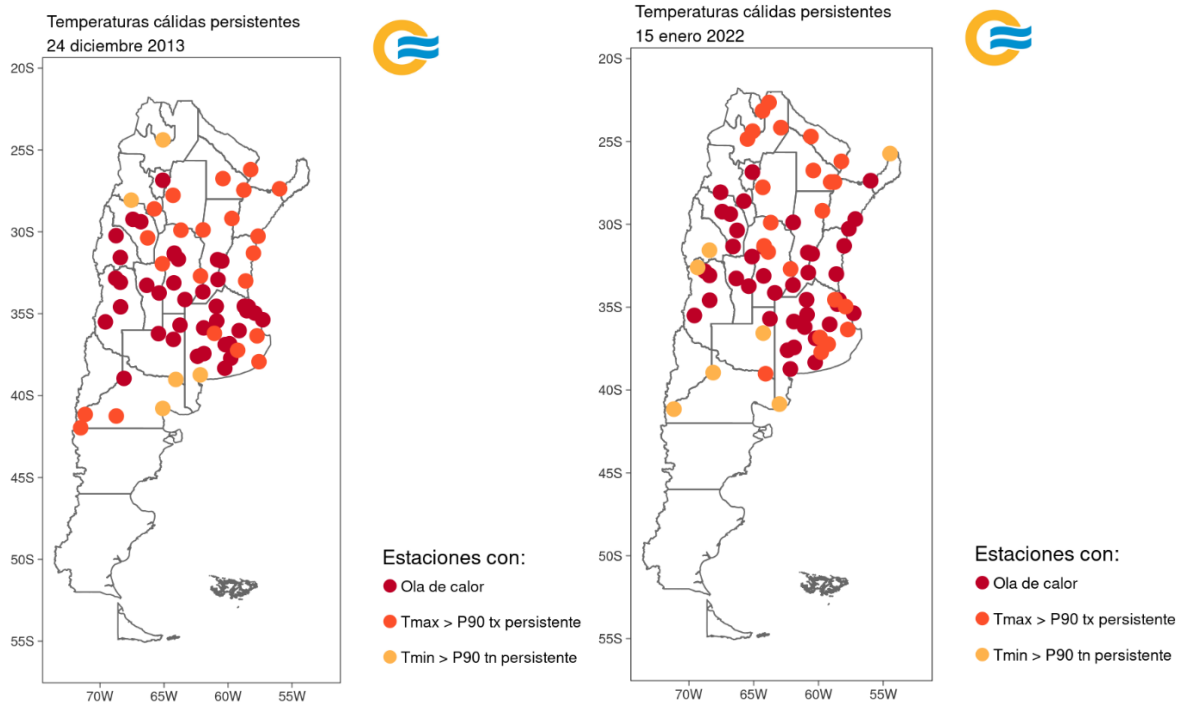 Temperaturas cálidas persistentes
24 diciembre 2013
20S
25S
30S
35S
40S
45S
50S
55S
70W
65W
60W
55W
Estaciones con:
Ola de calor
Tmax > P90 tx persistente
Tmin > P90 tn persistente
Temperaturas cálidas persistentes
15 enero 2022
20S
25S
30S
35S
40S
45S
50S
55S
70W
65W
60W
55W
Estaciones con:
Ola de calor
Tmax > P90 tx persistente
Tmin > P90 tn persistente